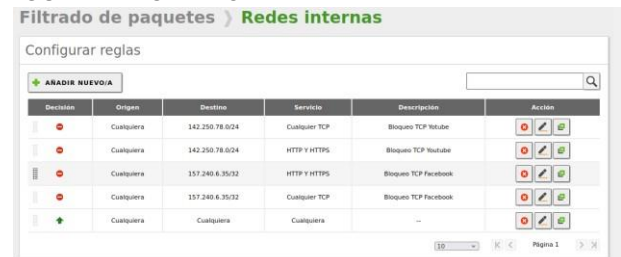 Filtrado de paquetes 》 Redes internas
Configurar reglas
+ AÑADIR NUEVO/A
Decisión Origen Destino Servicio Descripción Acción
Cualquiera 142.250.78.0/24 Cualquier TCP Bloqueo TCP Yotube
Cualquiera 142.250.78.0/24 HTTP Y HTTPS Bloqueo TCP Youtube
Cualquiera 157.240.6.35/32 HTTP Y HTTPS Bloqueo TCP Facebook
Cualquiera 157.240.6.35/32 Cualquier TCP Bloqueo TCP Facebook
Cualquiera Cualquiera Cualquiera --
10 Página 1